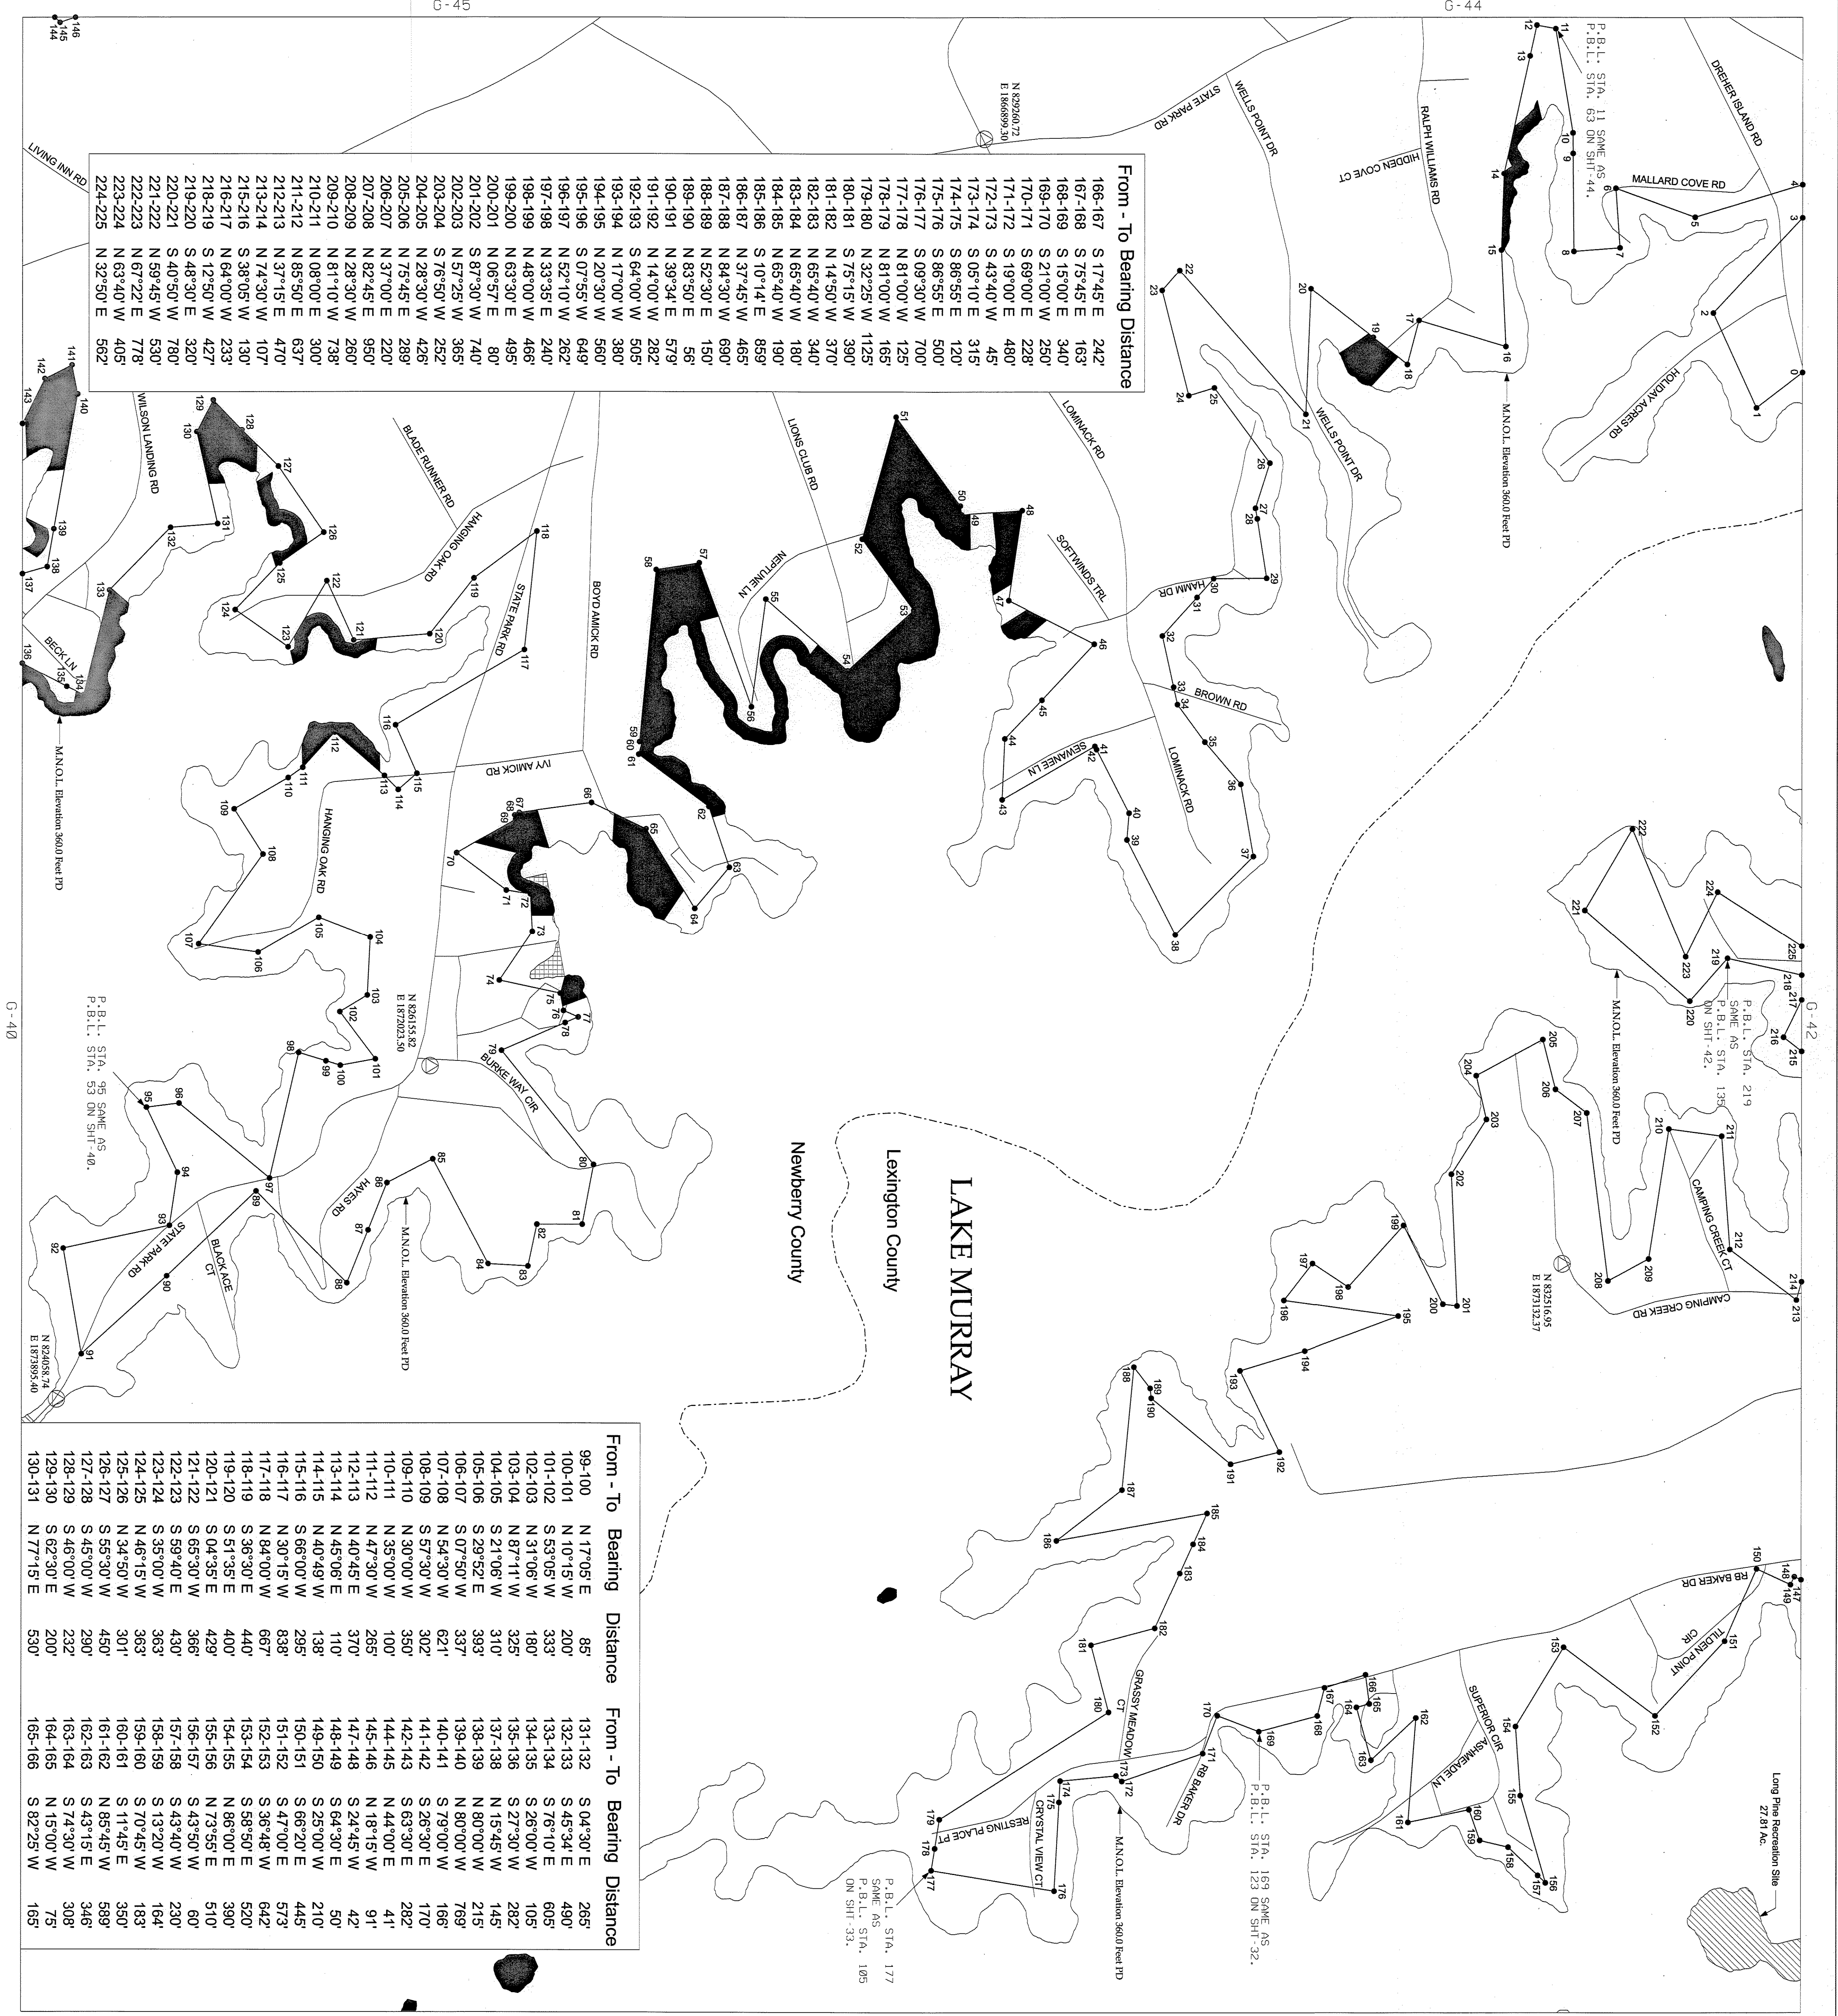 G-45
G-44
G-42
G-40
LAKE MURRAY
Lexington County
Newberry County
P.B.L. STA. 11 SAME AS
P.B.L. STA. 63 ON SHT-44.
P.B.L. STA. 219
SAME AS
P.B.L. STA. 135
ON SHT-42.
P.B.L. STA. 169 SAME AS
P.B.L. STA. 123 ON SHT-32.
P.B.L. STA. 177
SAME AS
P.B.L. STA. 105
ON SHT-33.
P.B.L. STA. 95 SAME AS
P.B.L. STA. 53 ON SHT-40.
Long Pine Recreation Site
27.81 Ac.
M.N.O.L. Elevation 360.0 Feet PD
M.N.O.L. Elevation 360.0 Feet PD
M.N.O.L. Elevation 360.0 Feet PD
M.N.O.L. Elevation 360.0 Feet PD
M.N.O.L. Elevation 360.0 Feet PD
N 829260.72
E 1866899.30
N 832516.95
E 1873132.37
N 826155.82
E 1872023.50
N 824058.74
E 1873895.40
DREHER ISLAND RD
MALLARD COVE RD
HOLIDAY ACRES RD
RALPH WILLIAMS RD
HIDDEN COVE CT
WELLS POINT DR
WELLS POINT DR
STATE PARK RD
LOMINACK RD
HAMM DR
SOFTWINDS TRL
BROWN RD
LOMINACK RD
SEWANEE LN
LIONS CLUB RD
NEPTUNE LN
BOYD AMICK RD
STATE PARK RD
HANGING OAK RD
BLADE RUNNER RD
WILSON LANDING RD
LIVING INN RD
BECK LN
IVY AMICK RD
HANGING OAK RD
BURKE WAY CIR
HAYES RD
BLACK ACE
CT
STATE PARK RD
CAMPING CREEK CT
CAMPING CREEK RD
RB BAKER DR
TILDEN POINT
CIR
SUPERIOR CIR
ASHMEADE LN
RB BAKER DR
GRASSY MEADOW
CT
CRYSTAL VIEW CT
RESTING PLACE PT
From - To Bearing Distance
166-167 S 17°45' E 242'
167-168 S 75°45' E 163'
168-169 S 15°00' E 340'
169-170 S 21°00' W 250'
170-171 S 69°00' E 228'
171-172 S 19°00' E 480'
172-173 S 43°40' W 45'
173-174 S 05°10' E 315'
174-175 S 86°55' E 120'
175-176 S 86°55' E 500'
176-177 S 09°30' W 700'
177-178 N 81°00' W 125'
178-179 N 81°00' W 165'
179-180 N 32°25' W 1125'
180-181 S 75°15' W 390'
181-182 N 14°50' W 370'
182-183 N 65°40' W 340'
183-184 N 65°40' W 180'
184-185 N 65°40' W 190'
185-186 S 10°14' E 859'
186-187 N 37°45' W 465'
187-188 N 84°30' W 690'
188-189 N 52°30' E 150'
189-190 N 83°50' E 56'
190-191 N 39°34' E 579'
191-192 N 14°00' W 282'
192-193 S 64°00' W 505'
193-194 N 17°00' E 380'
194-195 N 20°30' W 560'
195-196 S 07°55' W 649'
196-197 N 52°10' W 262'
197-198 N 33°35' E 240'
198-199 N 48°00' W 466'
199-200 N 63°30' E 495'
200-201 N 06°57' E 80'
201-202 S 87°30' W 740'
202-203 N 57°25' W 365'
203-204 S 76°50' W 252'
204-205 N 28°30' W 426'
205-206 N 75°45' E 289'
206-207 N 37°00' E 220'
207-208 N 82°45' E 950'
208-209 N 28°30' W 260'
209-210 N 81°10' W 738'
210-211 N 08°00' E 300'
211-212 N 85°50' E 637'
212-213 N 37°15' E 470'
213-214 N 74°30' W 107'
215-216 S 38°05' W 130'
216-217 N 64°00' W 233'
218-219 S 12°50' W 427'
219-220 S 48°30' E 320'
220-221 S 40°50' W 780'
221-222 N 59°45' W 530'
222-223 N 67°22' E 778'
223-224 N 63°40' W 405'
224-225 N 32°50' E 562'
From - To Bearing Distance From - To Bearing Distance
99-100 N 17°05' E 85' 131-132 S 04°30' E 265'
100-101 N 10°15' W 200' 132-133 S 45°34' E 490'
101-102 S 53°05' W 333' 133-134 S 76°10' E 605'
102-103 N 31°06' W 180' 134-135 S 26°00' W 105'
103-104 N 87°11' W 325' 135-136 S 27°30' W 282'
104-105 S 21°06' W 310' 137-138 N 15°45' W 145'
105-106 S 29°52' E 393' 138-139 N 80°00' W 215'
106-107 S 07°50' W 337' 139-140 N 80°00' W 769'
107-108 N 54°30' W 621' 140-141 S 79°00' W 166'
108-109 S 57°30' W 302' 141-142 S 26°30' E 170'
109-110 N 30°00' E 350' 142-143 S 63°30' E 282'
110-111 N 35°00' W 100' 144-145 N 44°00' E 41'
111-112 N 47°30' W 265' 145-146 N 18°15' W 91'
112-113 N 40°45' E 370' 147-148 S 24°45' W 42'
113-114 N 45°06' E 110' 148-149 S 64°30' E 50'
114-115 N 40°49' W 138' 149-150 S 25°00' W 210'
115-116 S 66°00' W 295' 150-151 S 66°20' E 445'
116-117 N 30°15' W 838' 151-152 S 47°00' E 573'
117-118 N 84°00' W 667' 152-153 S 36°48' W 642'
118-119 S 36°30' E 440' 153-154 S 58°50' E 520'
119-120 S 51°35' E 400' 154-155 N 86°00' E 390'
120-121 S 04°35' E 429' 155-156 N 73°55' E 510'
121-122 S 65°30' W 366' 156-157 S 43°50' W 60'
122-123 S 59°40' E 430' 157-158 S 43°40' W 230'
123-124 S 35°00' W 363' 158-159 S 13°20' W 164'
124-125 N 46°15' W 363' 159-160 S 70°45' W 183'
125-126 N 34°50' W 301' 160-161 S 11°45' E 350'
126-127 S 55°30' W 450' 161-162 N 85°45' W 589'
127-128 S 45°00' W 290' 162-163 S 43°15' E 346'
128-129 S 46°00' W 232' 163-164 S 74°30' W 308'
129-130 S 62°30' E 200' 164-165 N 15°00' W 75'
130-131 N 77°15' E 530' 165-166 S 82°25' W 165'